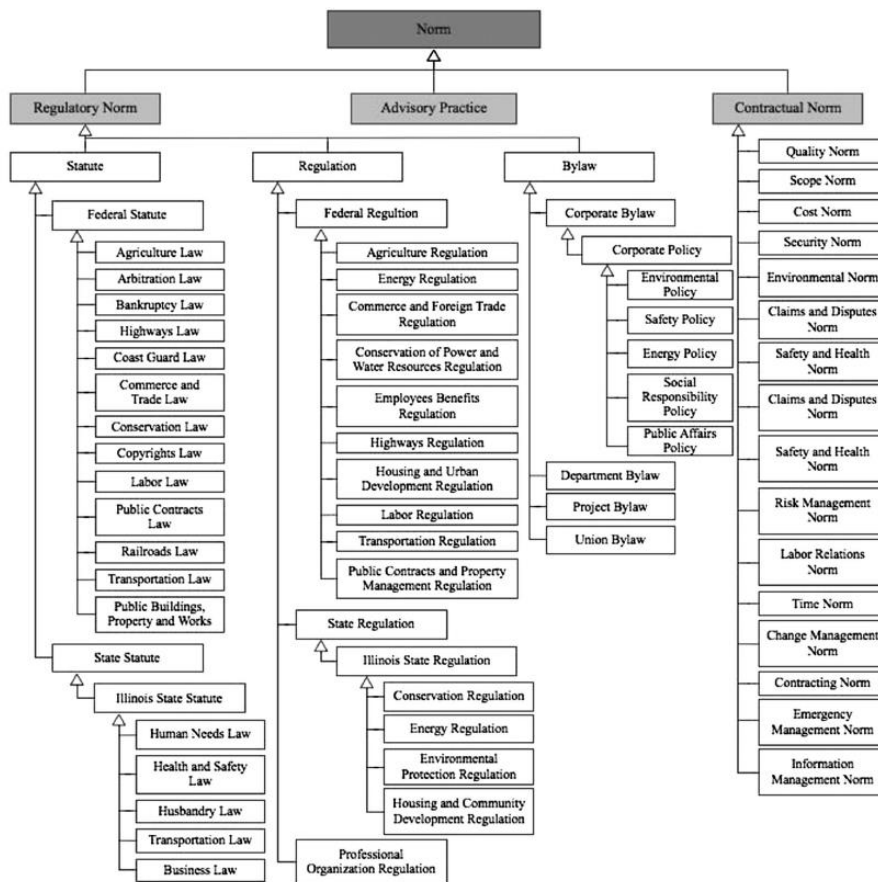 Norm
Regulatory Norm
Advisory Practice
Contractual Norm
Statute
Federal Statute
Agriculture Law
Arbitration Law
Bankruptcy Law
Highways Law
Coast Guard Law
Commerce and
Trade Law
Conservation Law
Copyrights Law
Labor Law
Public Contracts
Law
Railroads Law
Transportation Law
Public Buildings,
Property and Works
State Statute
Illinois State Statute
Human Needs Law
Health and Safety
Law
Husbandry Law
Transportation Law
Business Law
Regulation
Federal Regultion
Agriculture Regulation
Energy Regulation
Commerce and Foreign Trade
Regulation
Conservation of Power and
Water Resources Regulation
Employees Benefits
Regulation
Highways Regulation
Housing and Urban
Development Regulation
Labor Regulation
Transportation Regulation
Public Contracts and Property
Management Regulation
State Regulation
Illinois State Regulation
Conservation Regulation
Energy Regulation
Environmental
Protection Regulation
Housing and Community
Development Regulation
Professional
Organization Regulation
Bylaw
Corporate Bylaw
Corporate Policy
Environmental
Policy
Safety Policy
Energy Policy
Social
Responsibility
Policy
Public Affairs
Policy
Department Bylaw
Project Bylaw
Union Bylaw
Quality Norm
Scope Norm
Cost Norm
Security Norm
Environmental Norm
Claims and Disputes
Norm
Safety and Health
Norm
Claims and Disputes
Norm
Safety and Health
Norm
Risk Management
Norm
Labor Relations
Norm
Time Norm
Change Management
Norm
Contracting Norm
Emergency
Management Norm
Information
Management Norm